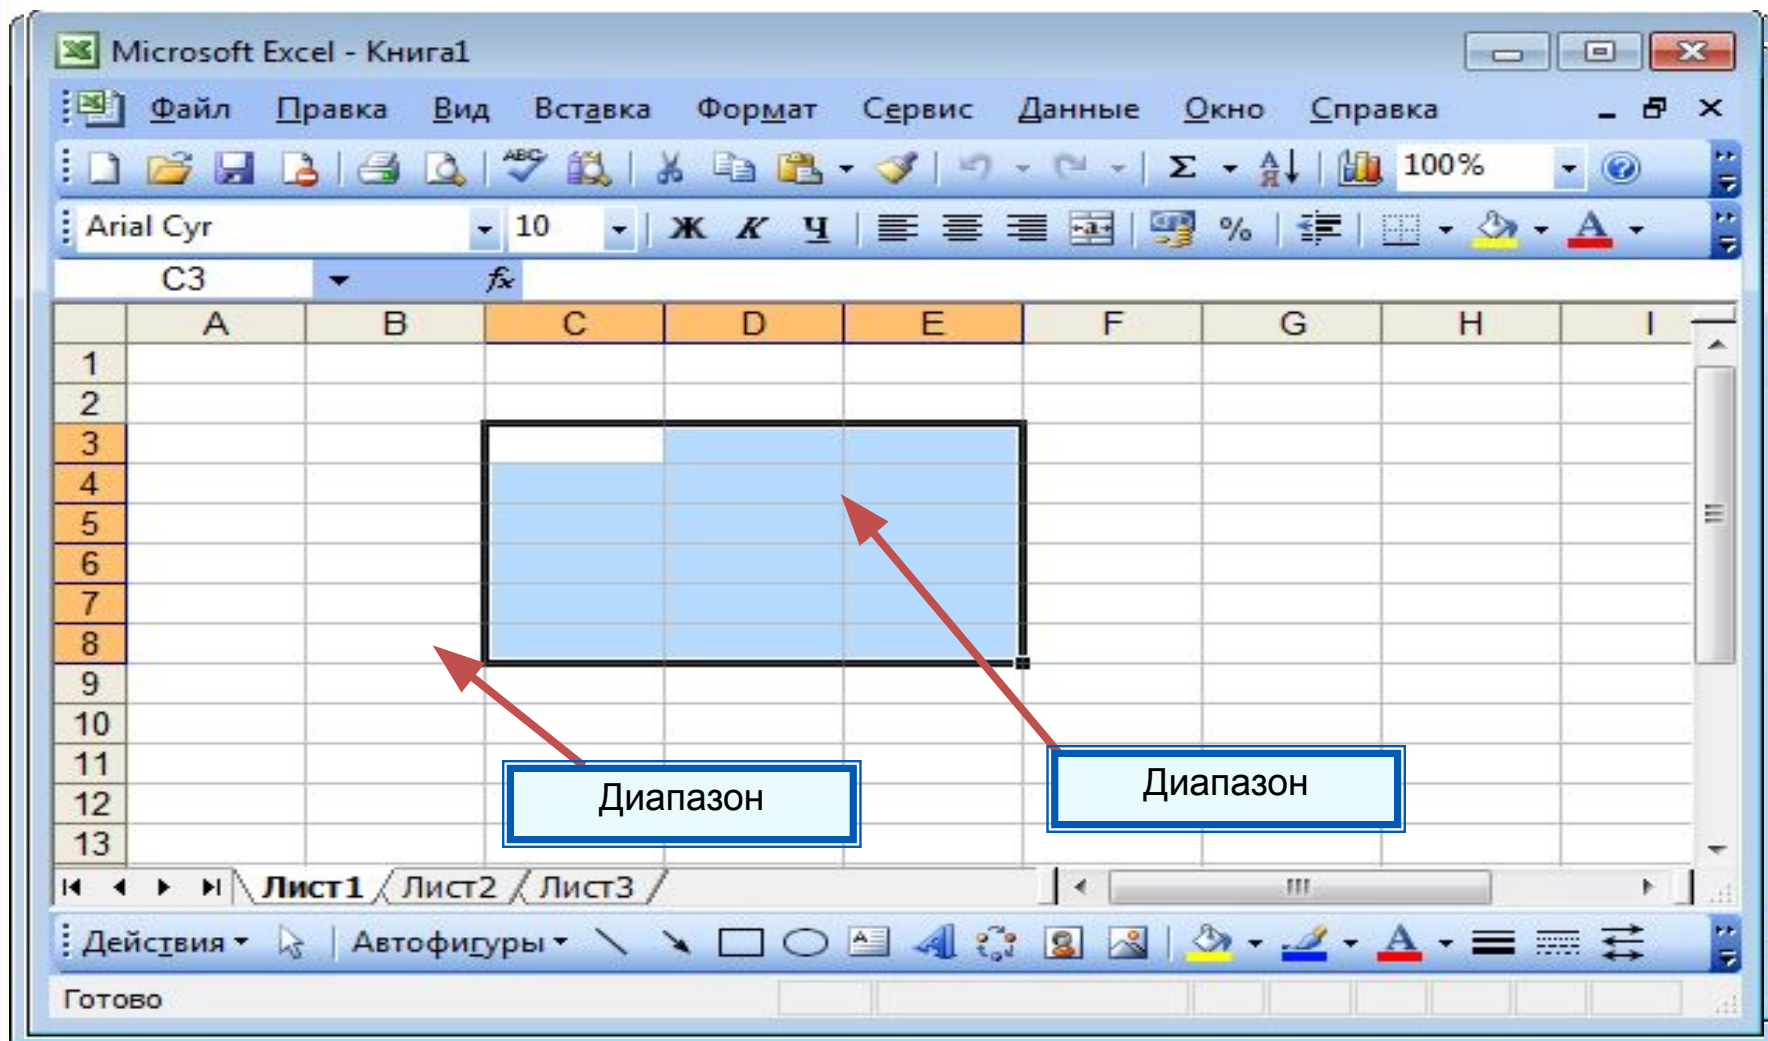 Microsoft Excel - Книга1
Файл Правка Вид Вставка Формат Сервис Данные Окно Справка
ABC Σ А Я 100%
Arial Cyr 10 Ж К Ч a % A
C3 fx
A B C D E F G H I
1
2
3
4
5
6
7
8
9
10
11
12
13
Диапазон
Диапазон
Лист1 Лист2 Лист3
Действия Автофигуры A A A
Готово